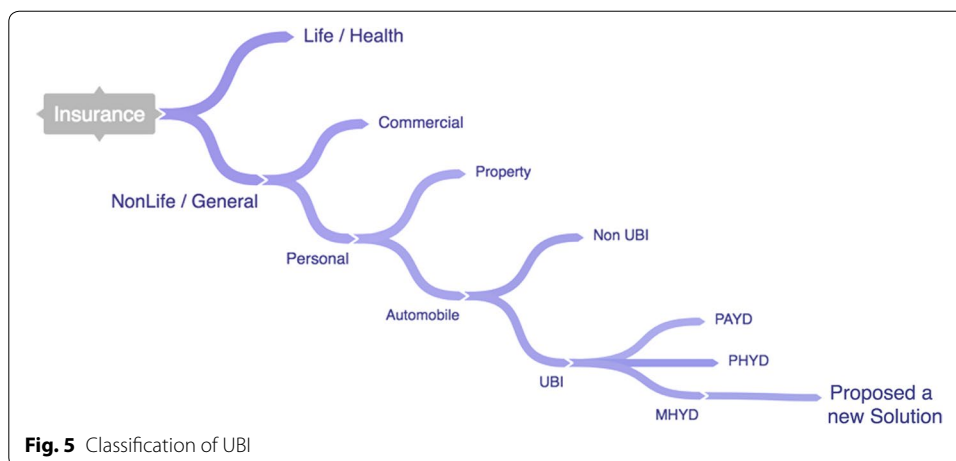 Life / Health
Insurance
Commercial
Property
NonLife / General
Non UBI
Personal
Automobile
PAYD
PHYD
UBI
MHYD
Proposed a
new Solution
Fig. 5 Classification of UBI